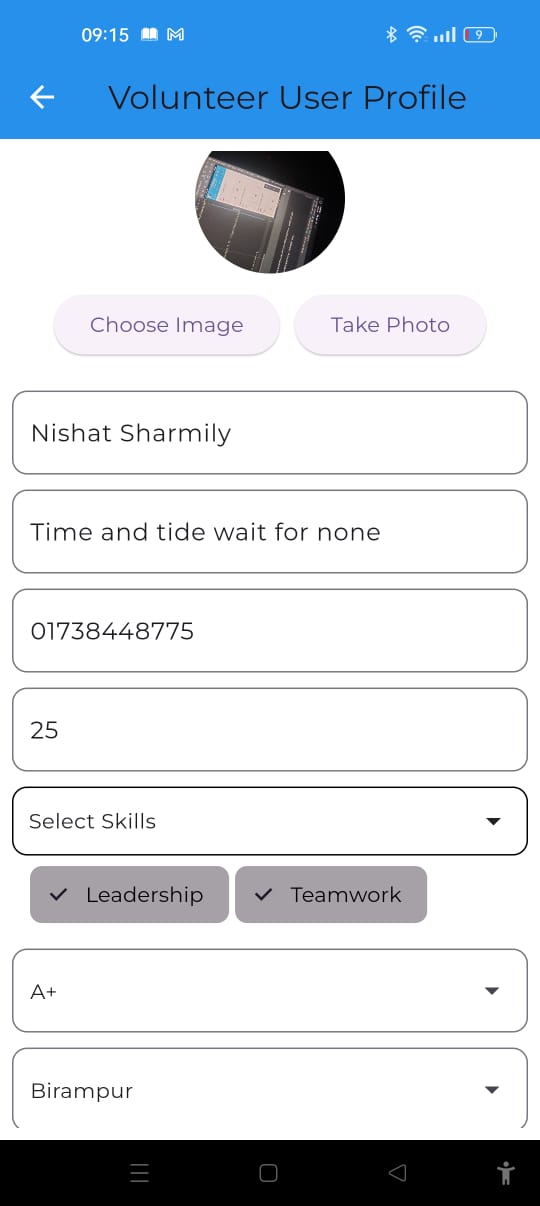 09:15
9
Volunteer User Profile
Choose Image Take Photo
Nishat Sharmily
Time and tide wait for none
01738448775
25
Select Skills
Leadership Teamwork
A+
Birampur